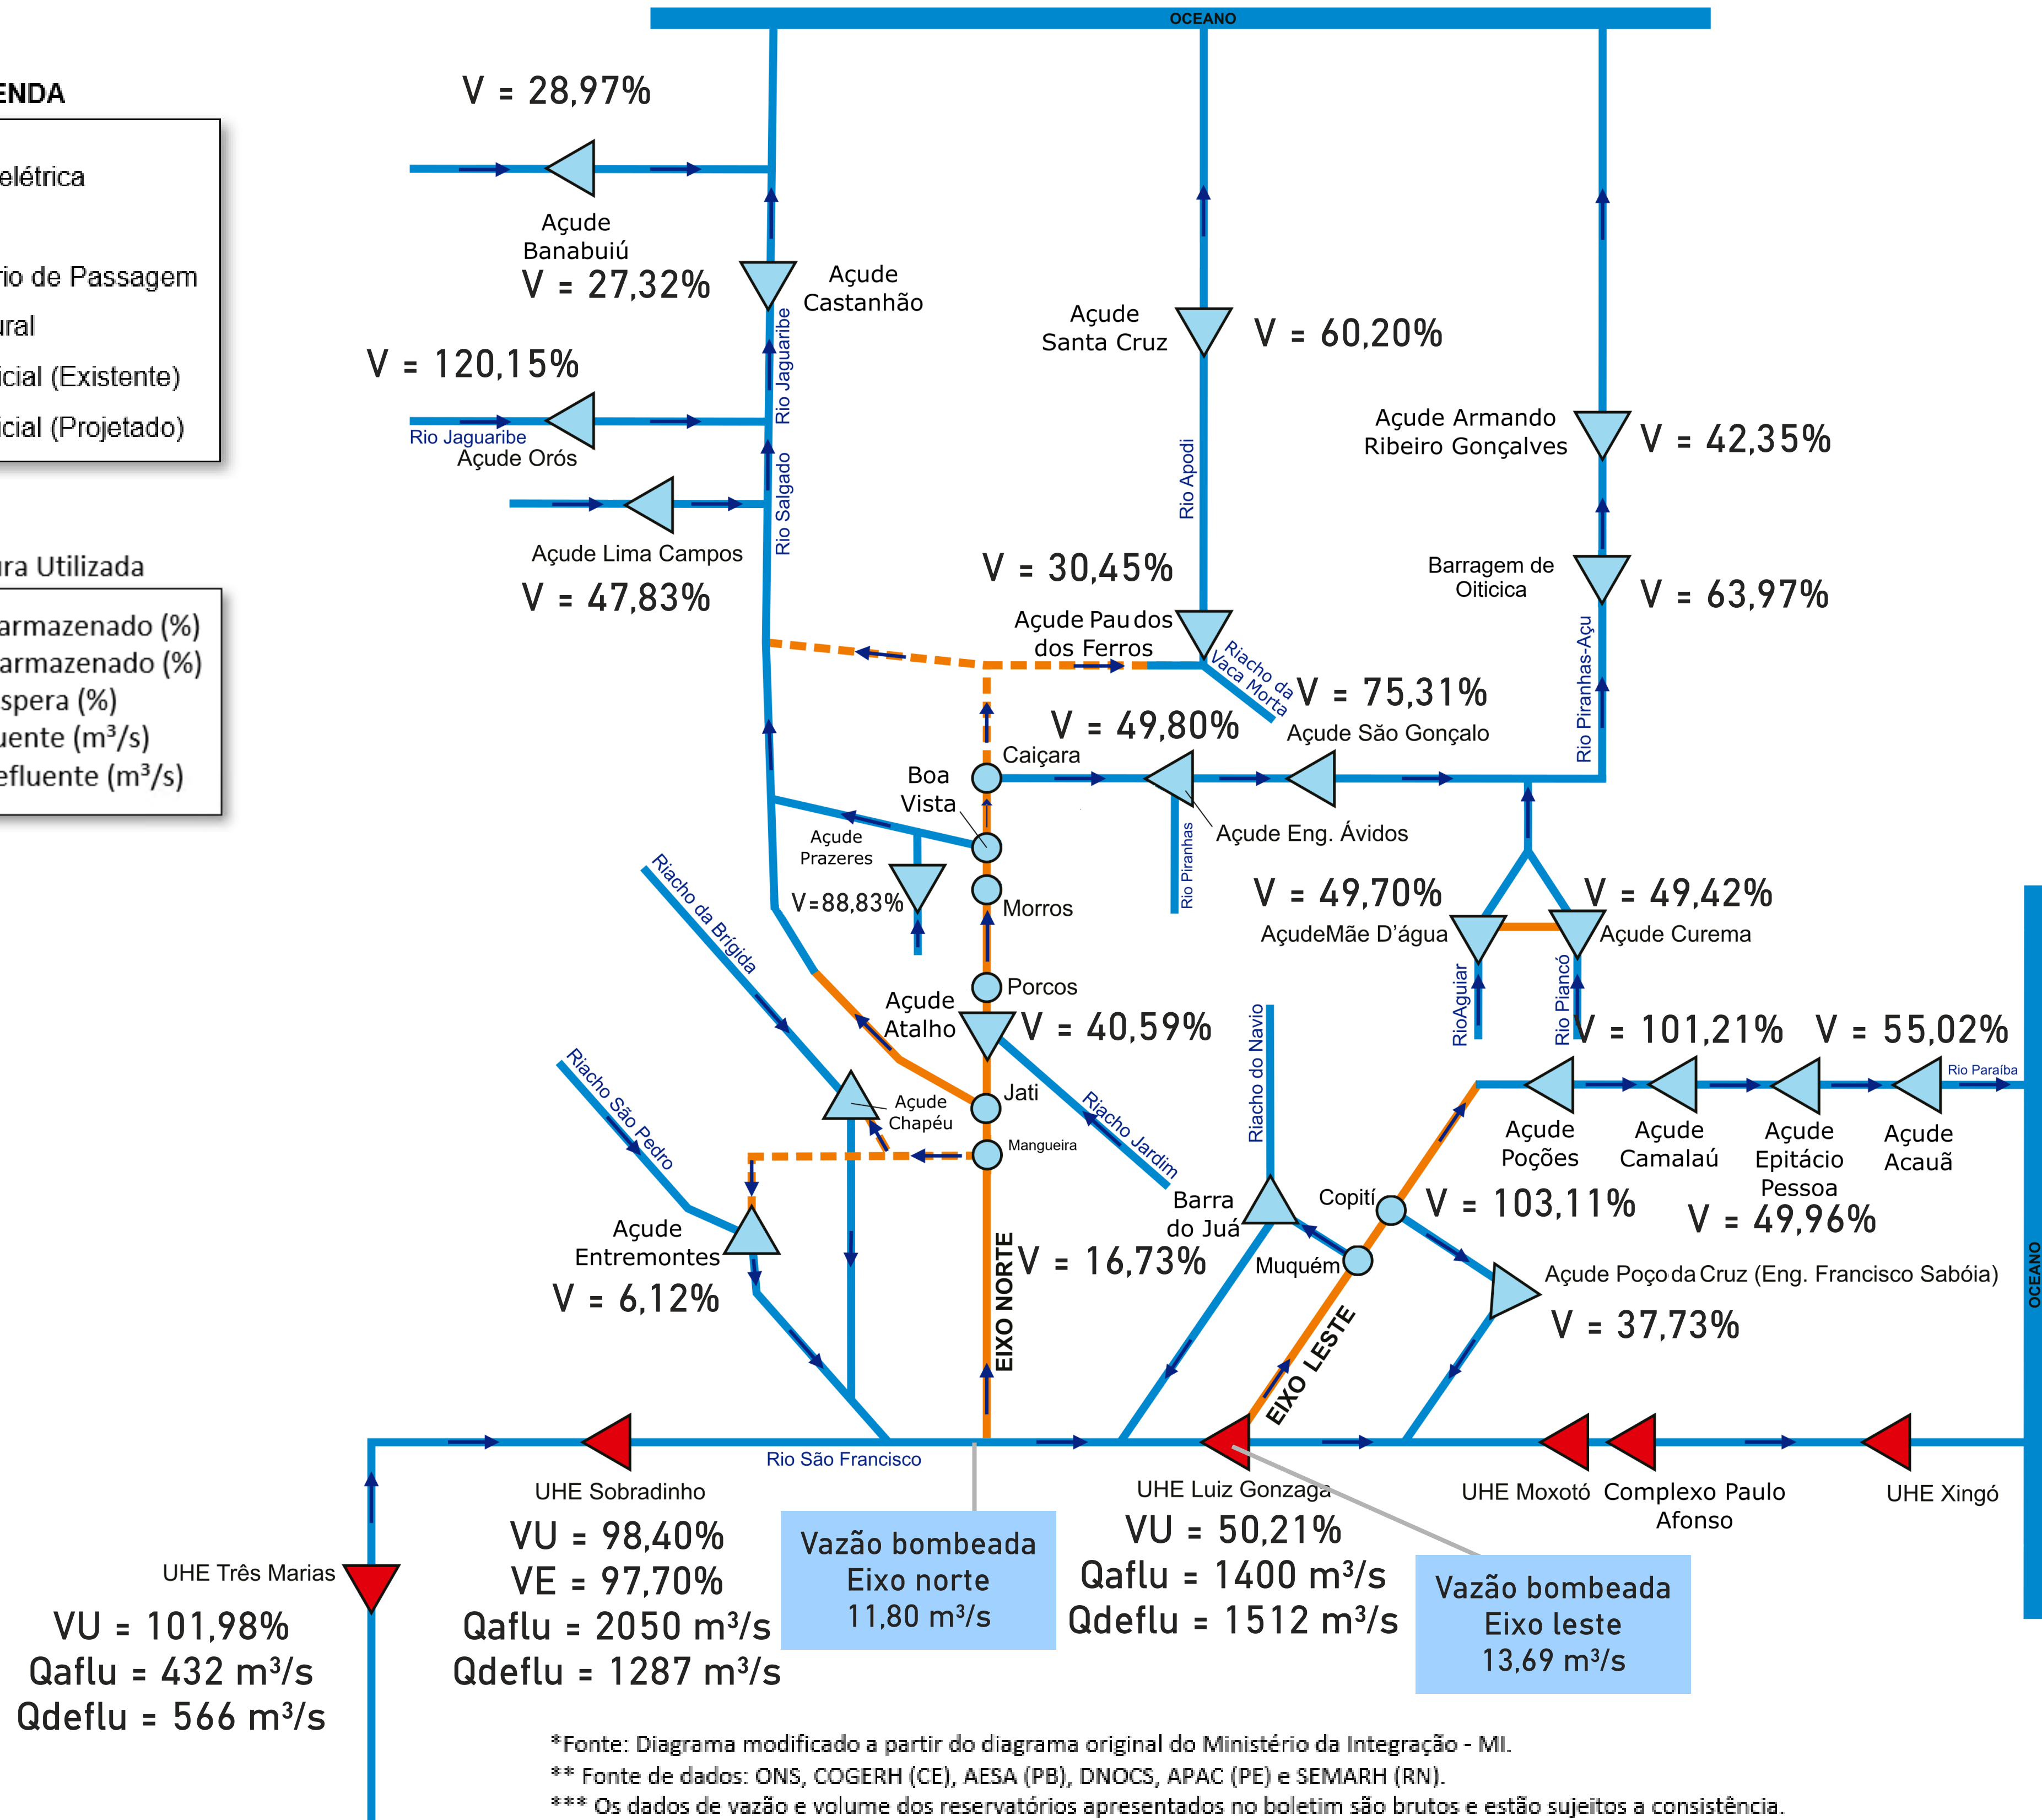 OCEANO
ENDA
elétrica
rio de Passagem
ural
icial (Existente)
icial (Projetado)
ura Utilizada
armazenado (%)
armazenado (%)
spera (%)
uente (m³/s)
efluente (m³/s)
V = 28,97%
Açude
Banabuiú
V = 27,32%
Açude
Castanhão
Rio Jaguaribe
V = 120,15%
Rio Jaguaribe
Açude Orós
Rio Salgado
Açude Lima Campos
V = 47,83%
Açude
Santa Cruz
V = 60,20%
Rio Apodi
Açude Armando
Ribeiro Gonçalves
V = 42,35%
V = 30,45%
Açude Pau dos
dos Ferros
Riacho da
Vaca Morta
Barragem de
Oiticica
V = 63,97%
Rio Piranhas-Açu
V = 75,31%
Açude São Gonçalo
V = 49,80%
Caiçara
Boa
Vista
Açude Eng. Ávidos
Rio Piranhas
Açude
Prazeres
V=88,83%
Morros
Riacho da Brígida
V = 49,70%
AçudeMãe D'água
V = 49,42%
Açude Curema
RioAguiar
Rio Piancó
Porcos
Açude
Atalho
V = 40,59%
Riacho do Navio
V = 101,21%
V = 55,02%
Rio Paraíba
Riacho São Pedro
Açude
Chapéu
Jati
Mangueira
Riacho Jardim
Açude
Poções
Açude
Camalaú
Açude
Epitácio
Pessoa
Açude
Acauã
V = 103,11%
V = 49,96%
Barra
do Juá
Copití
Muquém
Açude
Entremontes
V = 6,12%
EIXO NORTE
V = 16,73%
EIXO LESTE
Açude Poço da Cruz (Eng. Francisco Sabóia)
V = 37,73%
OCEANO
Rio São Francisco
UHE Sobradinho
VU = 98,40%
VE = 97,70%
Qaflu = 2050 m³/s
Qdeflu = 1287 m³/s
Vazão bombeada
Eixo norte
11,80 m³/s
UHE Luiz Gonzaga
VU = 50,21%
Qaflu = 1400 m³/s
Qdeflu = 1512 m³/s
Vazão bombeada
Eixo leste
13,69 m³/s
UHE Moxotó
Complexo Paulo
Afonso
UHE Xingó
UHE Três Marias
VU = 101,98%
Qaflu = 432 m³/s
Qdeflu = 566 m³/s
*Fonte: Diagrama modificado a partir do diagrama original do Ministério da Integração - MI.
** Fonte de dados: ONS, COGERH (CE), AESA (PB), DNOCS, APAC (PE) e SEMARH (RN).
*** Os dados de vazão e volume dos reservatórios apresentados no boletim são brutos e estão sujeitos a consistência.